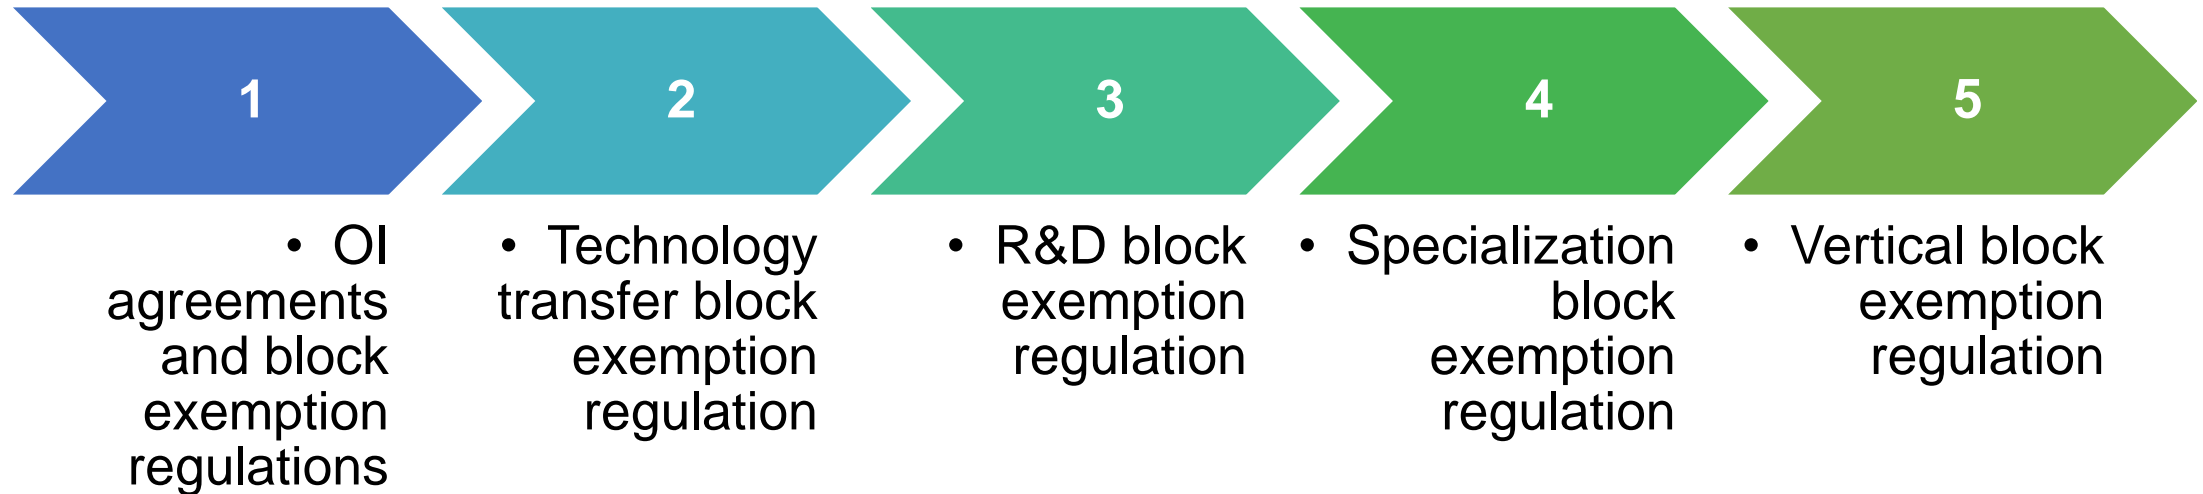 1
• OI
agreements
and block
exemption
regulations
2
• Technology
transfer block
exemption
regulation
3
• R&D block
exemption
regulation
4
• Specialization
block
exemption
regulation
5
• Vertical block
exemption
regulation